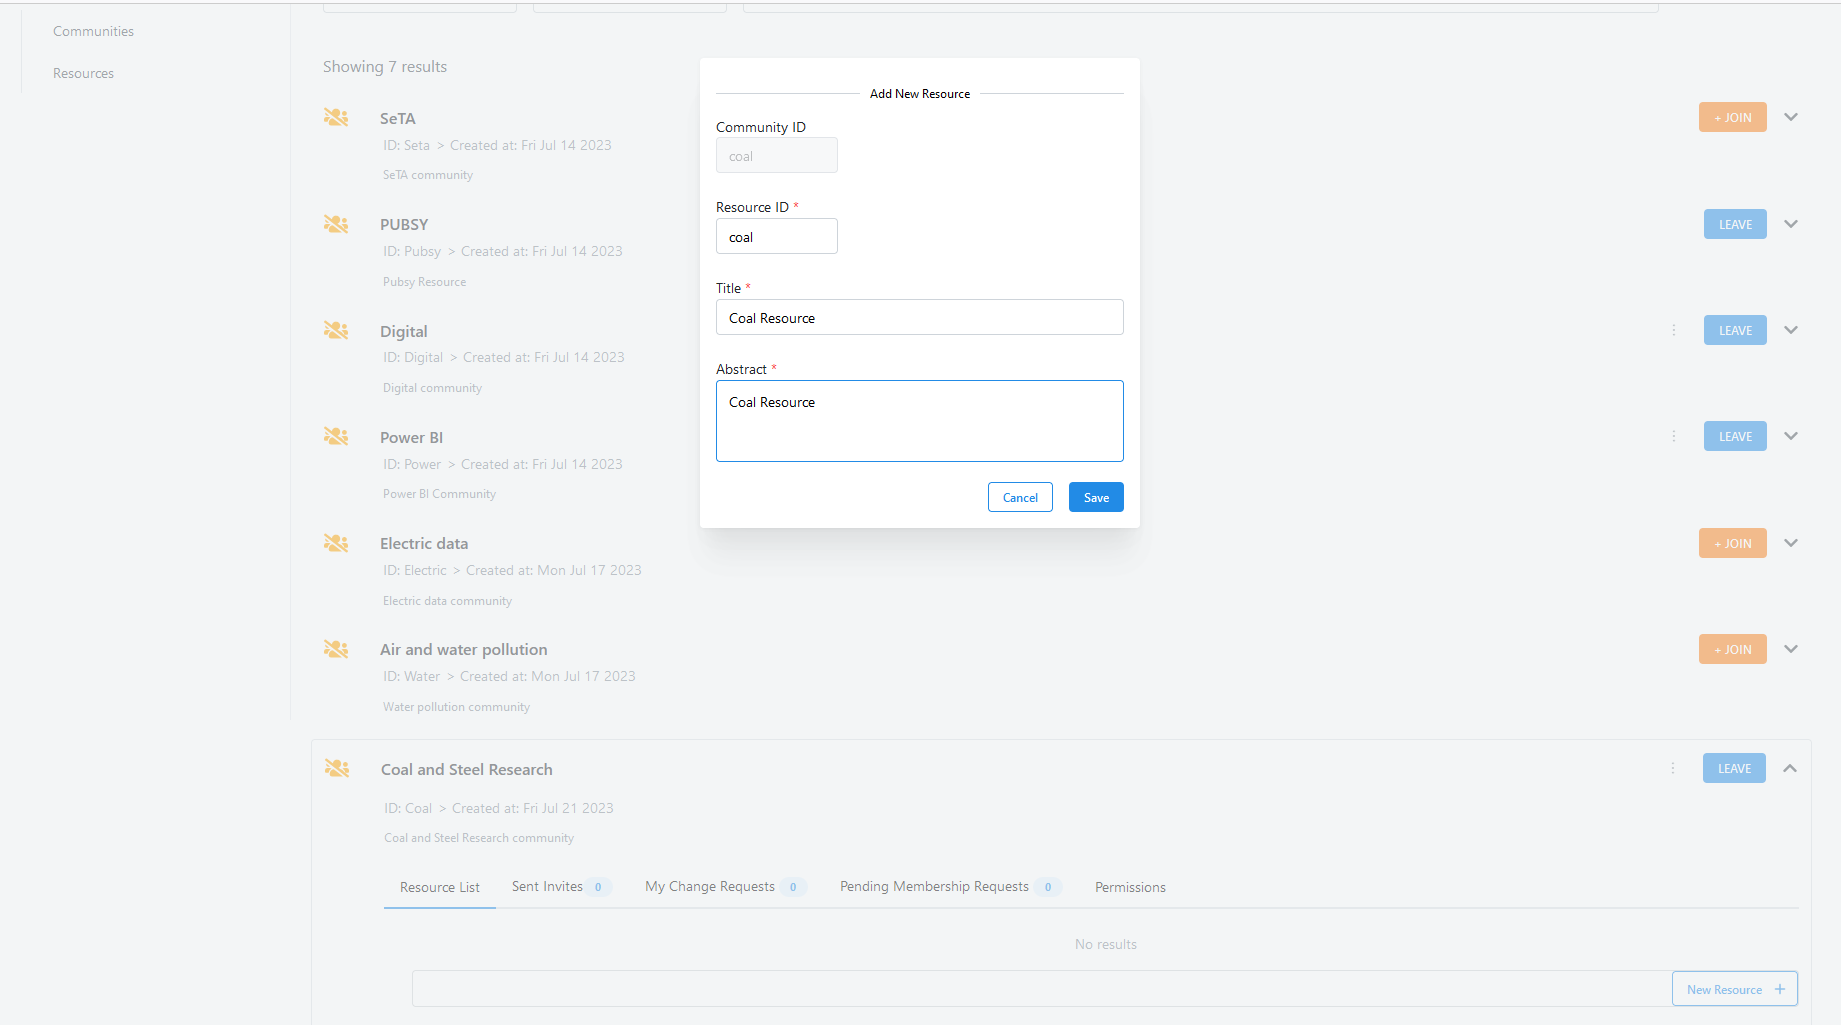 Communities
Resources
Showing 7 results
SeTA
ID: Seta > Created at: Fri Jul 14 2023
SeTA community
+ JOIN
PUBSY
ID: Pubsy > Created at: Fri Jul 14 2023
Pubsy Resource
LEAVE
Digital
ID: Digital > Created at: Fri Jul 14 2023
Digital community
LEAVE
Power BI
ID: Power > Created at: Fri Jul 14 2023
Power BI Community
LEAVE
Electric data
ID: Electric > Created at: Mon Jul 17 2023
Electric data community
+ JOIN
Air and water pollution
ID: Water > Created at: Mon Jul 17 2023
Water pollution community
+ JOIN
Coal and Steel Research
ID: Coal > Created at: Fri Jul 21 2023
Coal and Steel Research community
LEAVE
Resource List
Sent Invites 0
My Change Requests 0
Pending Membership Requests 0
Permissions
No results
New Resource +
Add New Resource
Community ID
coal
Resource ID *
coal
Title *
Coal Resource
Abstract *
Coal Resource
Cancel
Save